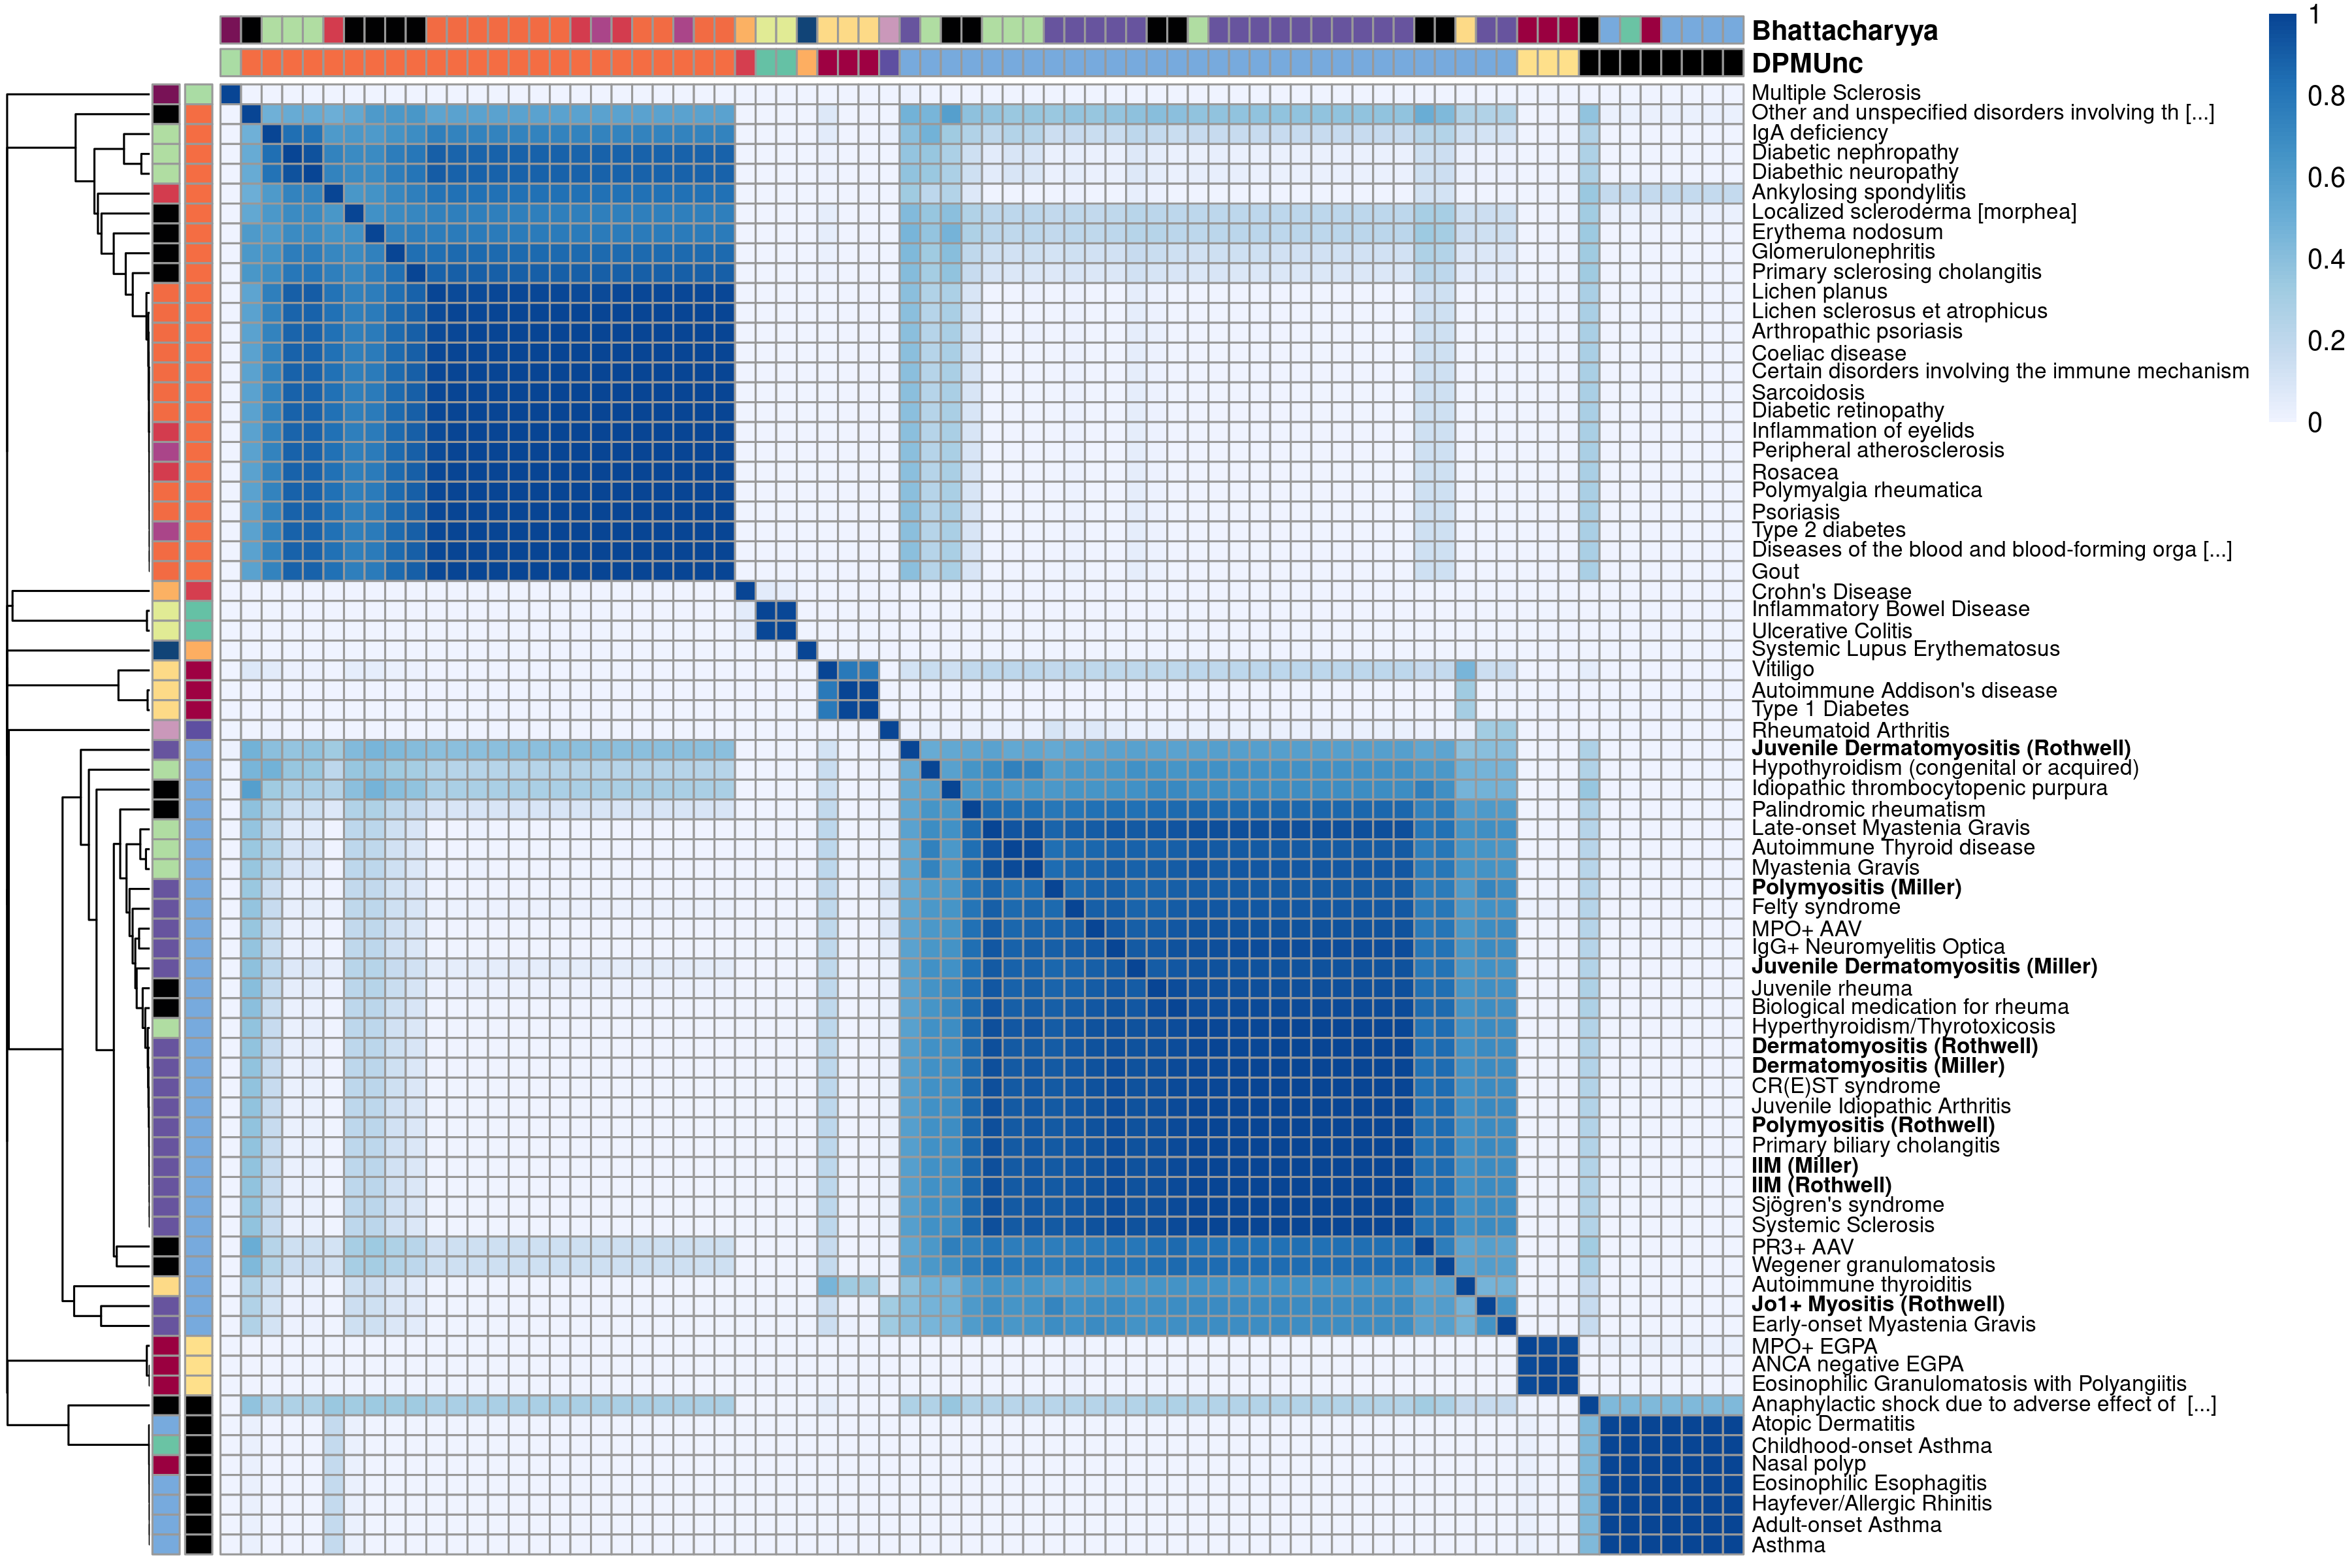 Bhattacharyya
DPMUnc
1
0.8
0.6
0.4
0.2
0
Multiple Sclerosis
Other and unspecified disorders involving th [...]
IgA deficiency
Diabetic nephropathy
Diabethic neuropathy
Ankylosing spondylitis
Localized scleroderma [morphea]
Erythema nodosum
Glomerulonephritis
Primary sclerosing cholangitis
Lichen planus
Lichen sclerosus et atrophicus
Arthropathic psoriasis
Coeliac disease
Certain disorders involving the immune mechanism
Sarcoidosis
Diabetic retinopathy
Inflammation of eyelids
Peripheral atherosclerosis
Rosacea
Polymyalgia rheumatica
Psoriasis
Type 2 diabetes
Diseases of the blood and blood-forming orga [...]
Gout
Crohn's Disease
Inflammatory Bowel Disease
Ulcerative Colitis
Systemic Lupus Erythematosus
Vitiligo
Autoimmune Addison's disease
Type 1 Diabetes
Rheumatoid Arthritis
Juvenile Dermatomyositis (Rothwell)
Hypothyroidism (congenital or acquired)
Idiopathic thrombocytopenic purpura
Palindromic rheumatism
Late-onset Myastenia Gravis
Autoimmune Thyroid disease
Myastenia Gravis
Polymyositis (Miller)
Felty syndrome
MPO+ AAV
IgG+ Neuromyelitis Optica
Juvenile Dermatomyositis (Miller)
Juvenile rheuma
Biological medication for rheuma
Hyperthyroidism/Thyrotoxicosis
Dermatomyositis (Rothwell)
Dermatomyositis (Miller)
CR(E)ST syndrome
Juvenile Idiopathic Arthritis
Polymyositis (Rothwell)
Primary biliary cholangitis
IIM (Miller)
IIM (Rothwell)
Sjögren's syndrome
Systemic Sclerosis
PR3+ AAV
Wegener granulomatosis
Autoimmune thyroiditis
Jo1+ Myositis (Rothwell)
Early-onset Myastenia Gravis
MPO+ EGPA
ANCA negative EGPA
Eosinophilic Granulomatosis with Polyangiitis
Anaphylactic shock due to adverse effect of [...]
Atopic Dermatitis
Childhood-onset Asthma
Nasal polyp
Eosinophilic Esophagitis
Hayfever/Allergic Rhinitis
Adult-onset Asthma
Asthma